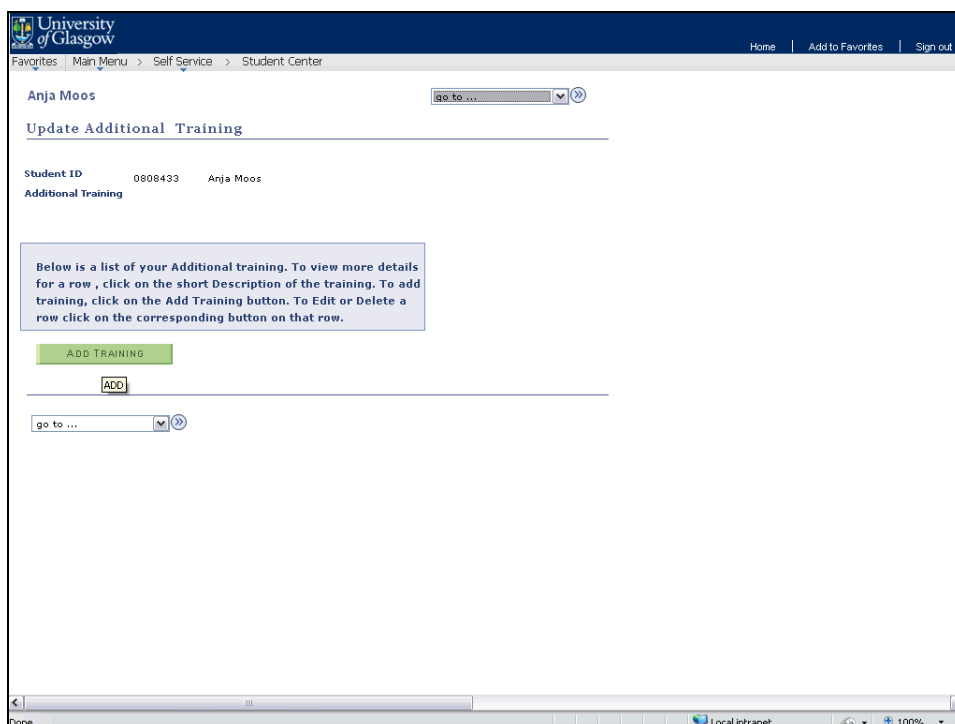 University
of Glasgow
Home | Add to Favorites | Sign out
Favorites Main Menu > Self Service > Student Center
Anja Moos
go to ...
Update Additional Training
Student ID 0808433 Anja Moos
Additional Training
Below is a list of your Additional training. To view more details
for a row , click on the short Description of the training. To add
training, click on the Add Training button. To Edit or Delete a
row click on the corresponding button on that row.
ADD TRAINING
ADD
go to ...
Done Local intranet 100%